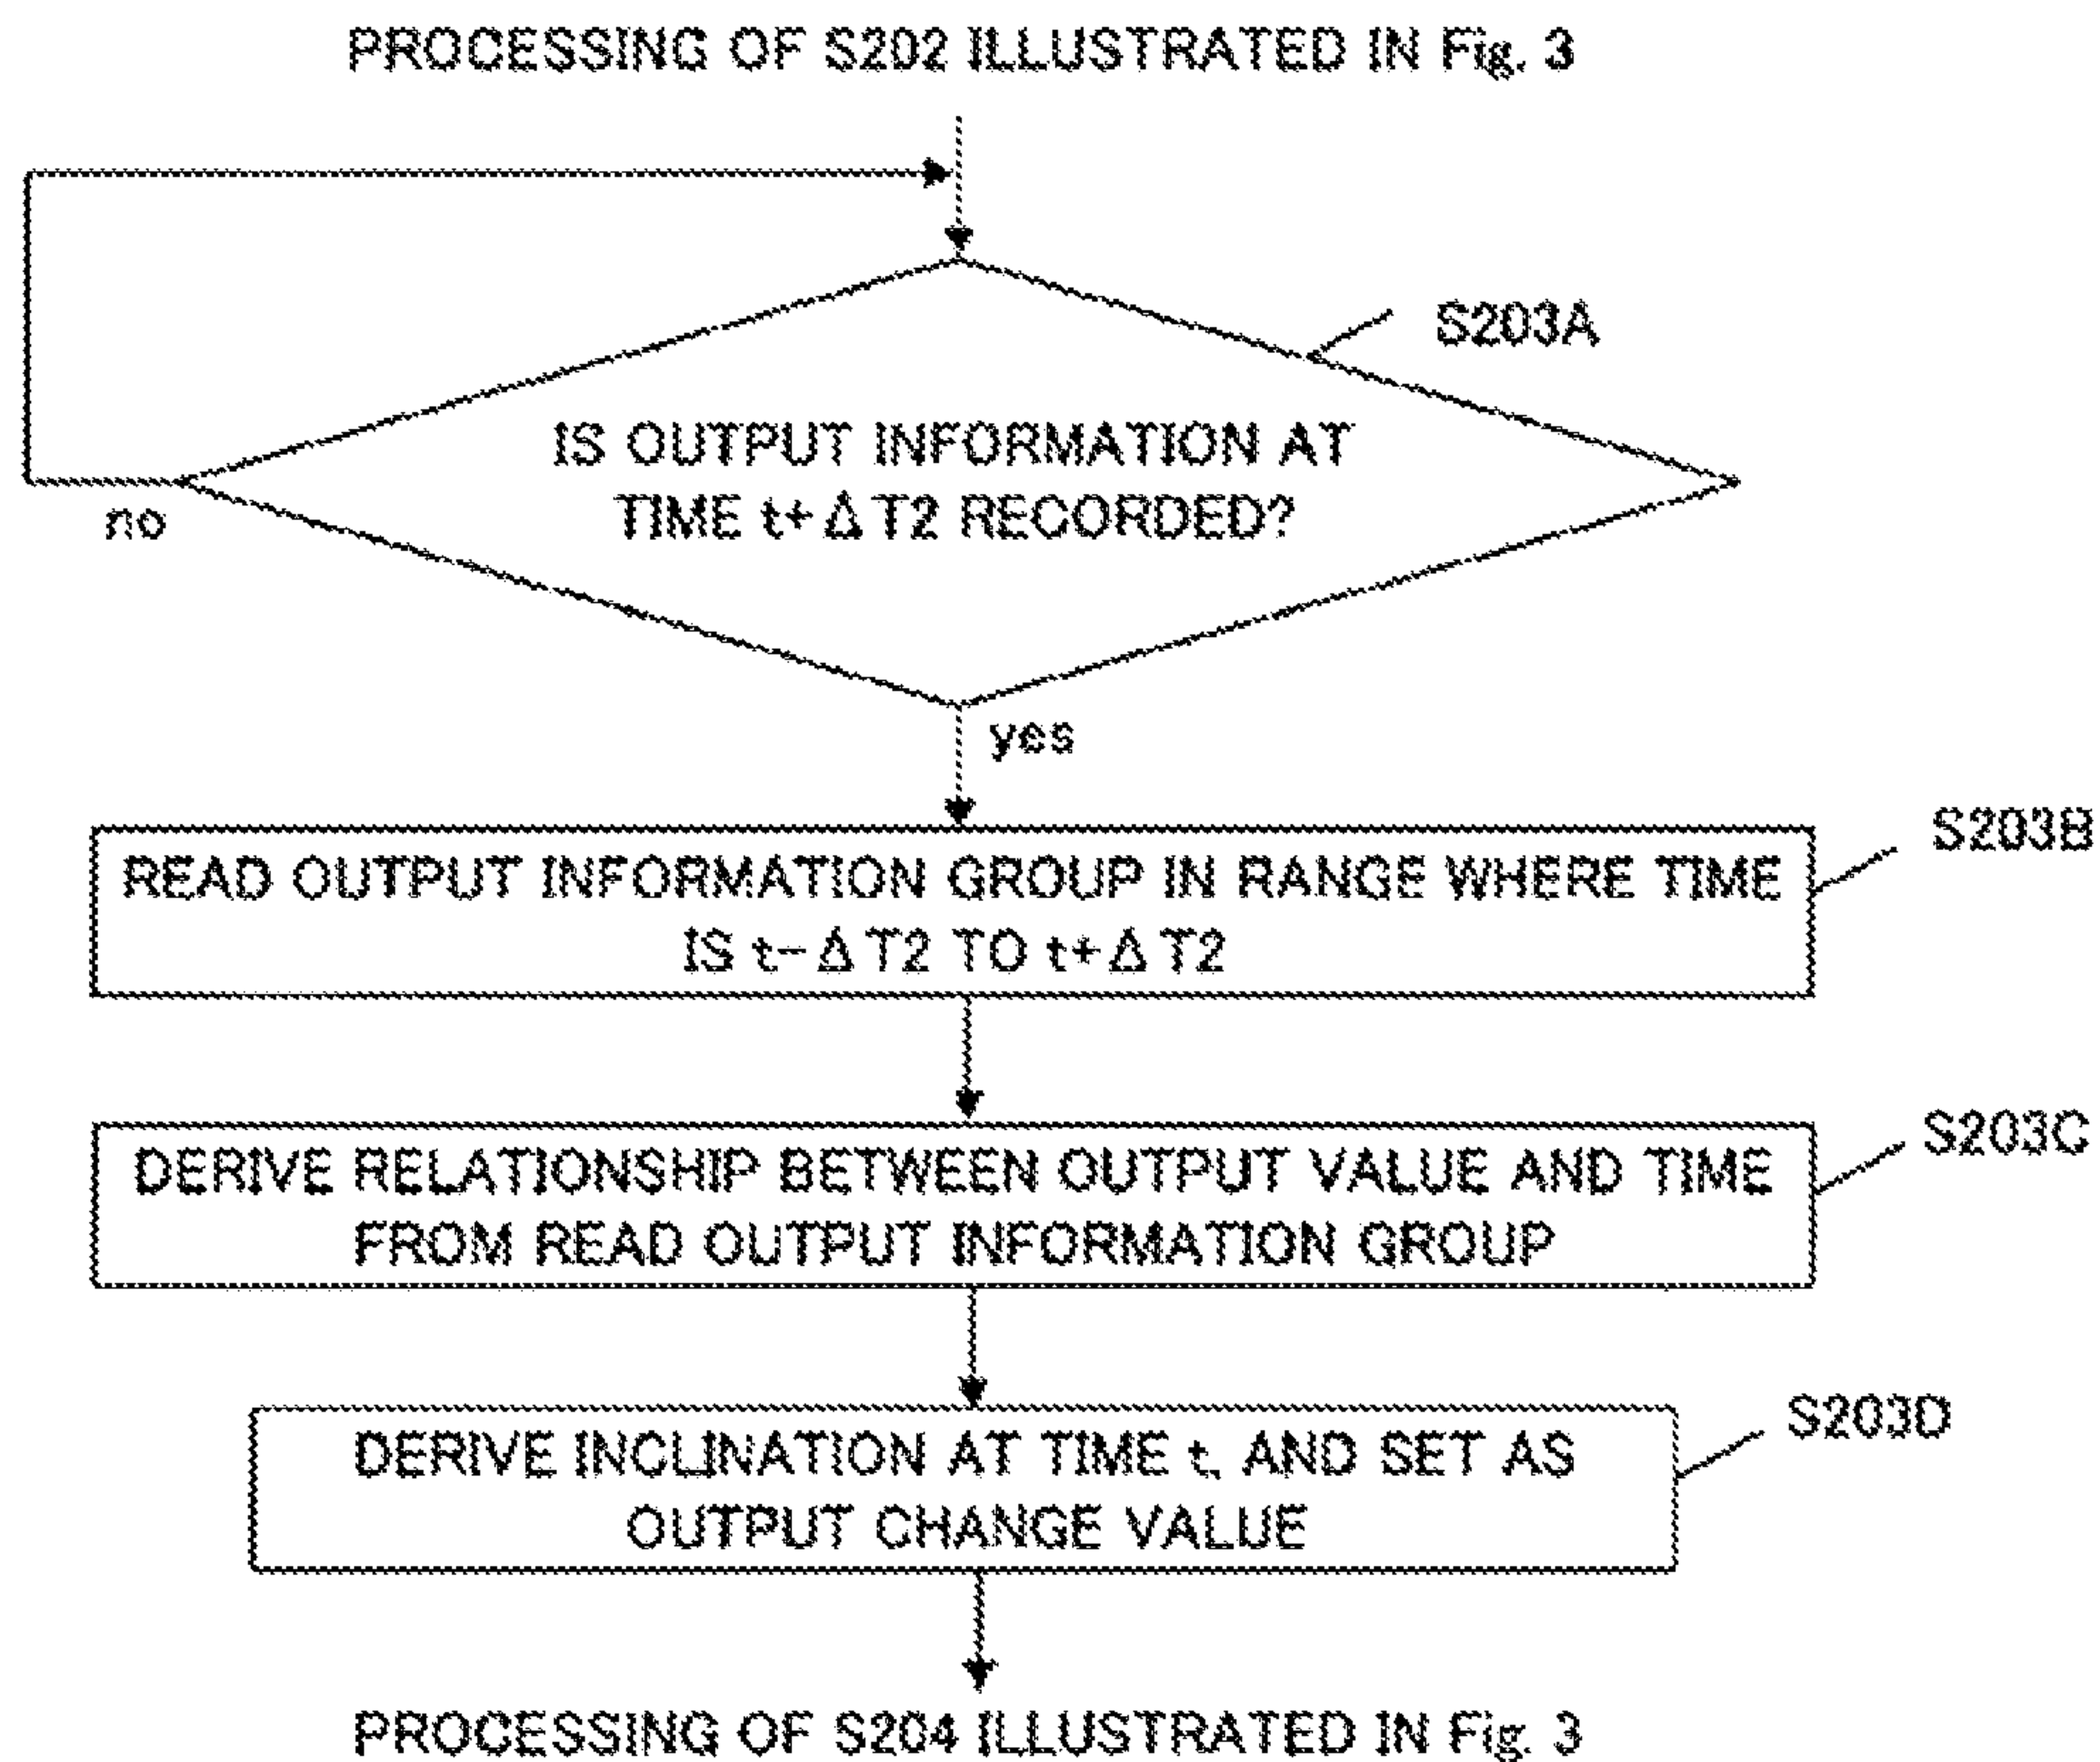 PROCESSING OF S202 ILLUSTRATED IN Fig. 3
S203A
IS OUTPUT INFORMATION AT
TIME t+ΔT2 RECORDED?
no
yes
S203B
READ OUTPUT INFORMATION GROUP IN RANGE WHERE TIME
IS t-ΔT2 TO t+ΔT2
S203C
DERIVE RELATIONSHIP BETWEEN OUTPUT VALUE AND TIME
FROM READ OUTPUT INFORMATION GROUP
S203D
DERIVE INCLINATION AT TIME t, AND SET AS
OUTPUT CHANGE VALUE
PROCESSING OF S204 ILLUSTRATED IN Fig. 3